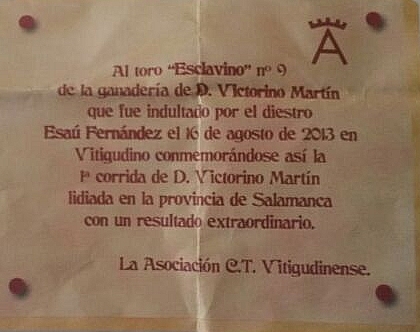 A
Al toro "Esclavino" nº 9
de la ganadería de D. Victorino Martín
que fue indultado por el diestro
Esaú Fernández el 16 de agosto de 2013 en
Vitigudino conmemorándose así la
1ª corrida de D. Victorino Martín
lidiada en la provincia de Salamanca
con un resultado extraordinario.
La Asociación C.T. Vitigudinense.